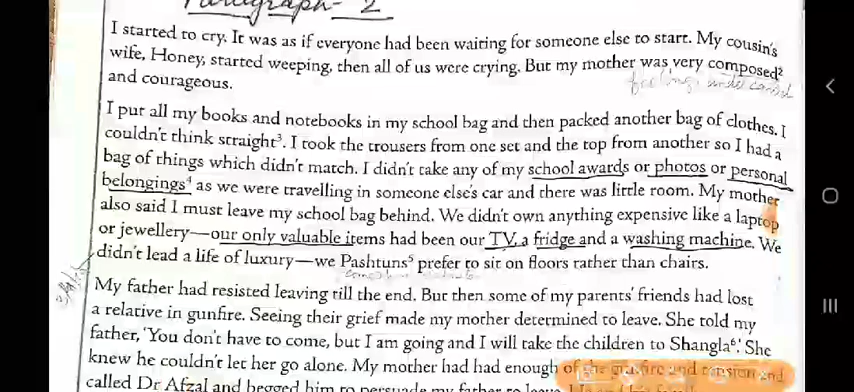 Paragraph - 2
I started to cry. It was as if everyone had been waiting for someone else to start. My cousin's
wife, Honey, started weeping, then all of us were crying. But my mother was very composed²
feelings under control
and courageous.
I put all my books and notebooks in my school bag and then packed another bag of clothes. I
couldn't think straight³. I took the trousers from one set and the top from another so I had a
bag of things which didn't match. I didn't take any of my school awards or photos or personal
belongings⁴ as we were travelling in someone else's car and there was little room. My mother
also said I must leave my school bag behind. We didn't own anything expensive like a laptop
or jewellery—our only valuable items had been our TV, a fridge and a washing machine. We
didn't lead a life of luxury—we Pashtuns⁵ prefer to sit on floors rather than chairs.
My father had resisted leaving till the end. But then some of my parents' friends had lost
a relative in gunfire. Seeing their grief made my mother determined to leave. She told my
father, 'You don't have to come, but I am going and I will take the children to Shangla⁶.' She
knew he couldn't let her go alone. My mother had had enough of the gunfire and tension and
called Dr Afzal and begged him to persuade my father to leave.